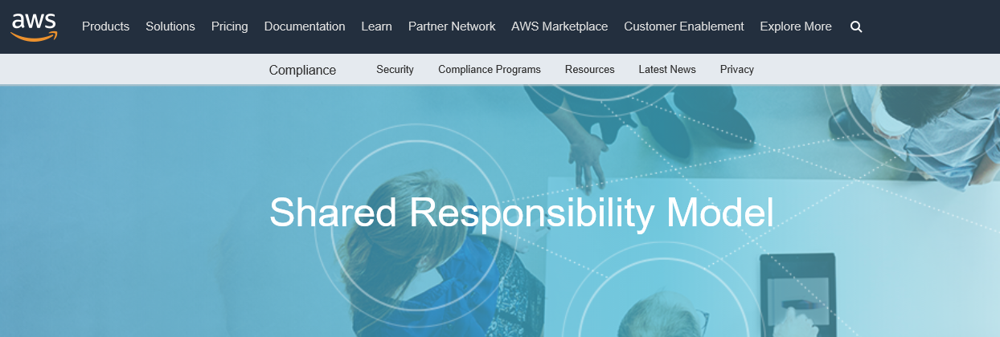 aws Products Solutions Pricing Documentation Learn Partner Network AWS Marketplace Customer Enablement Explore More
Compliance Security Compliance Programs Resources Latest News Privacy
Shared Responsibility Model